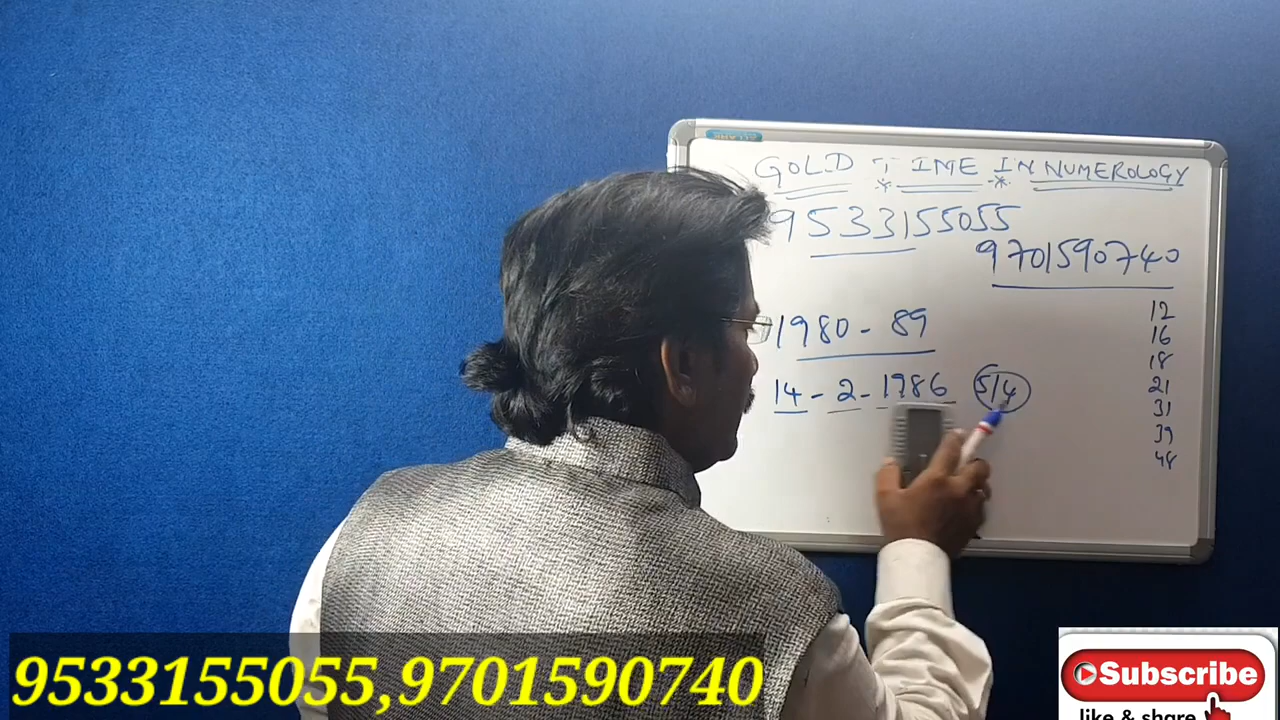 GOLD TIME IN NUMEROLOGY
9533155055
9701590740
1980 - 89
14 - 2 - 1986 5/4
12
16
18
21
31
39
48
9533155055,9701590740
Subscribe
like & share